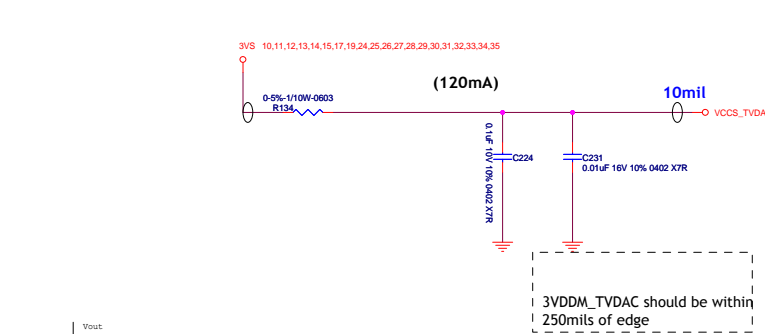 3VS 10,11,12,13,14,15,17,19,24,25,26,27,28,29,30,31,32,33,34,35
(120mA)
10mil
0-5%-1/10W-0603
R134
VCCS_TVDA
0.1uF 10V 10% 0402 X7R
C224
C231
0.01uF 16V 10% 0402 X7R
3VDDM_TVDAC should be within
250mils of edge
Vout